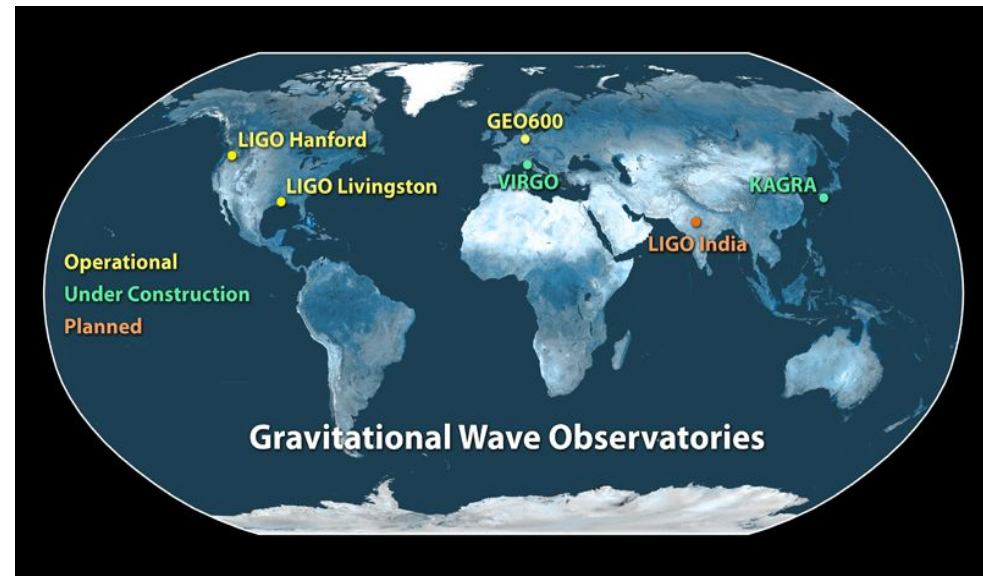 GEO600
LIGO Hanford
VIRGO
KAGRA
LIGO Livingston
LIGO India
Operational
Under Construction
Planned
Gravitational Wave Observatories